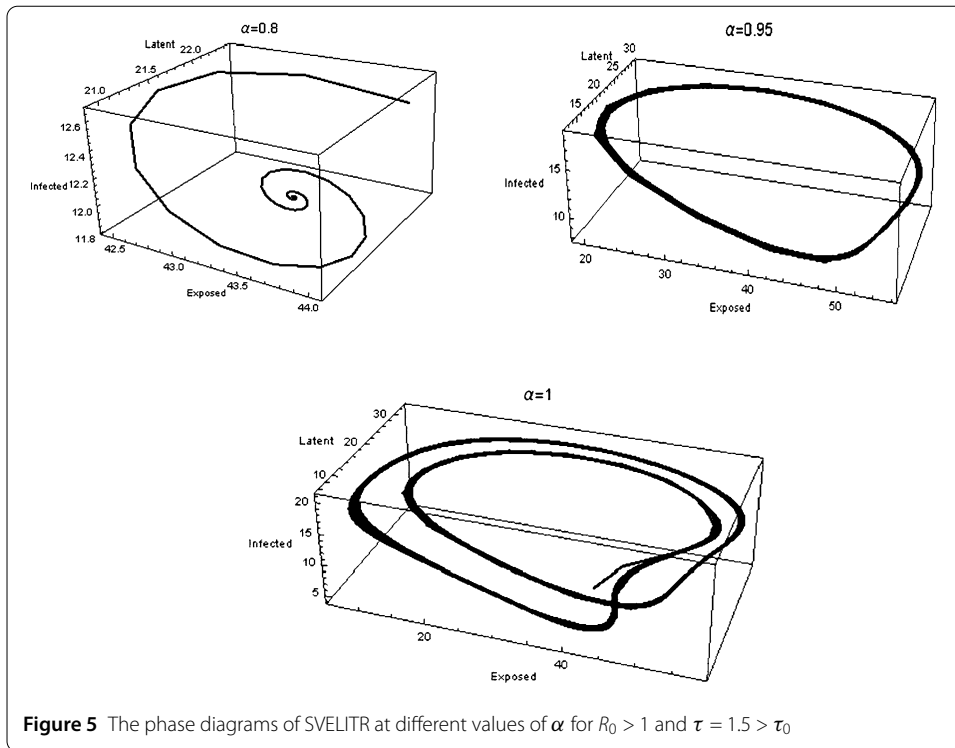 α=0.8
Latent
22.0
21.5
21.0
12.6
12.4
Infected 12.2
12.0
11.8
42.5
43.0
43.5
44.0
Exposed
α=0.95
Latent
30
25
20
15
15
Infected
10
20
30
40
50
Exposed
α=1
30
Latent
20
10
20
15
Infected
10
5
20
40
Exposed
Figure 5 The phase diagrams of SVELITR at different values of α for R₀ > 1 and τ = 1.5 > τ₀